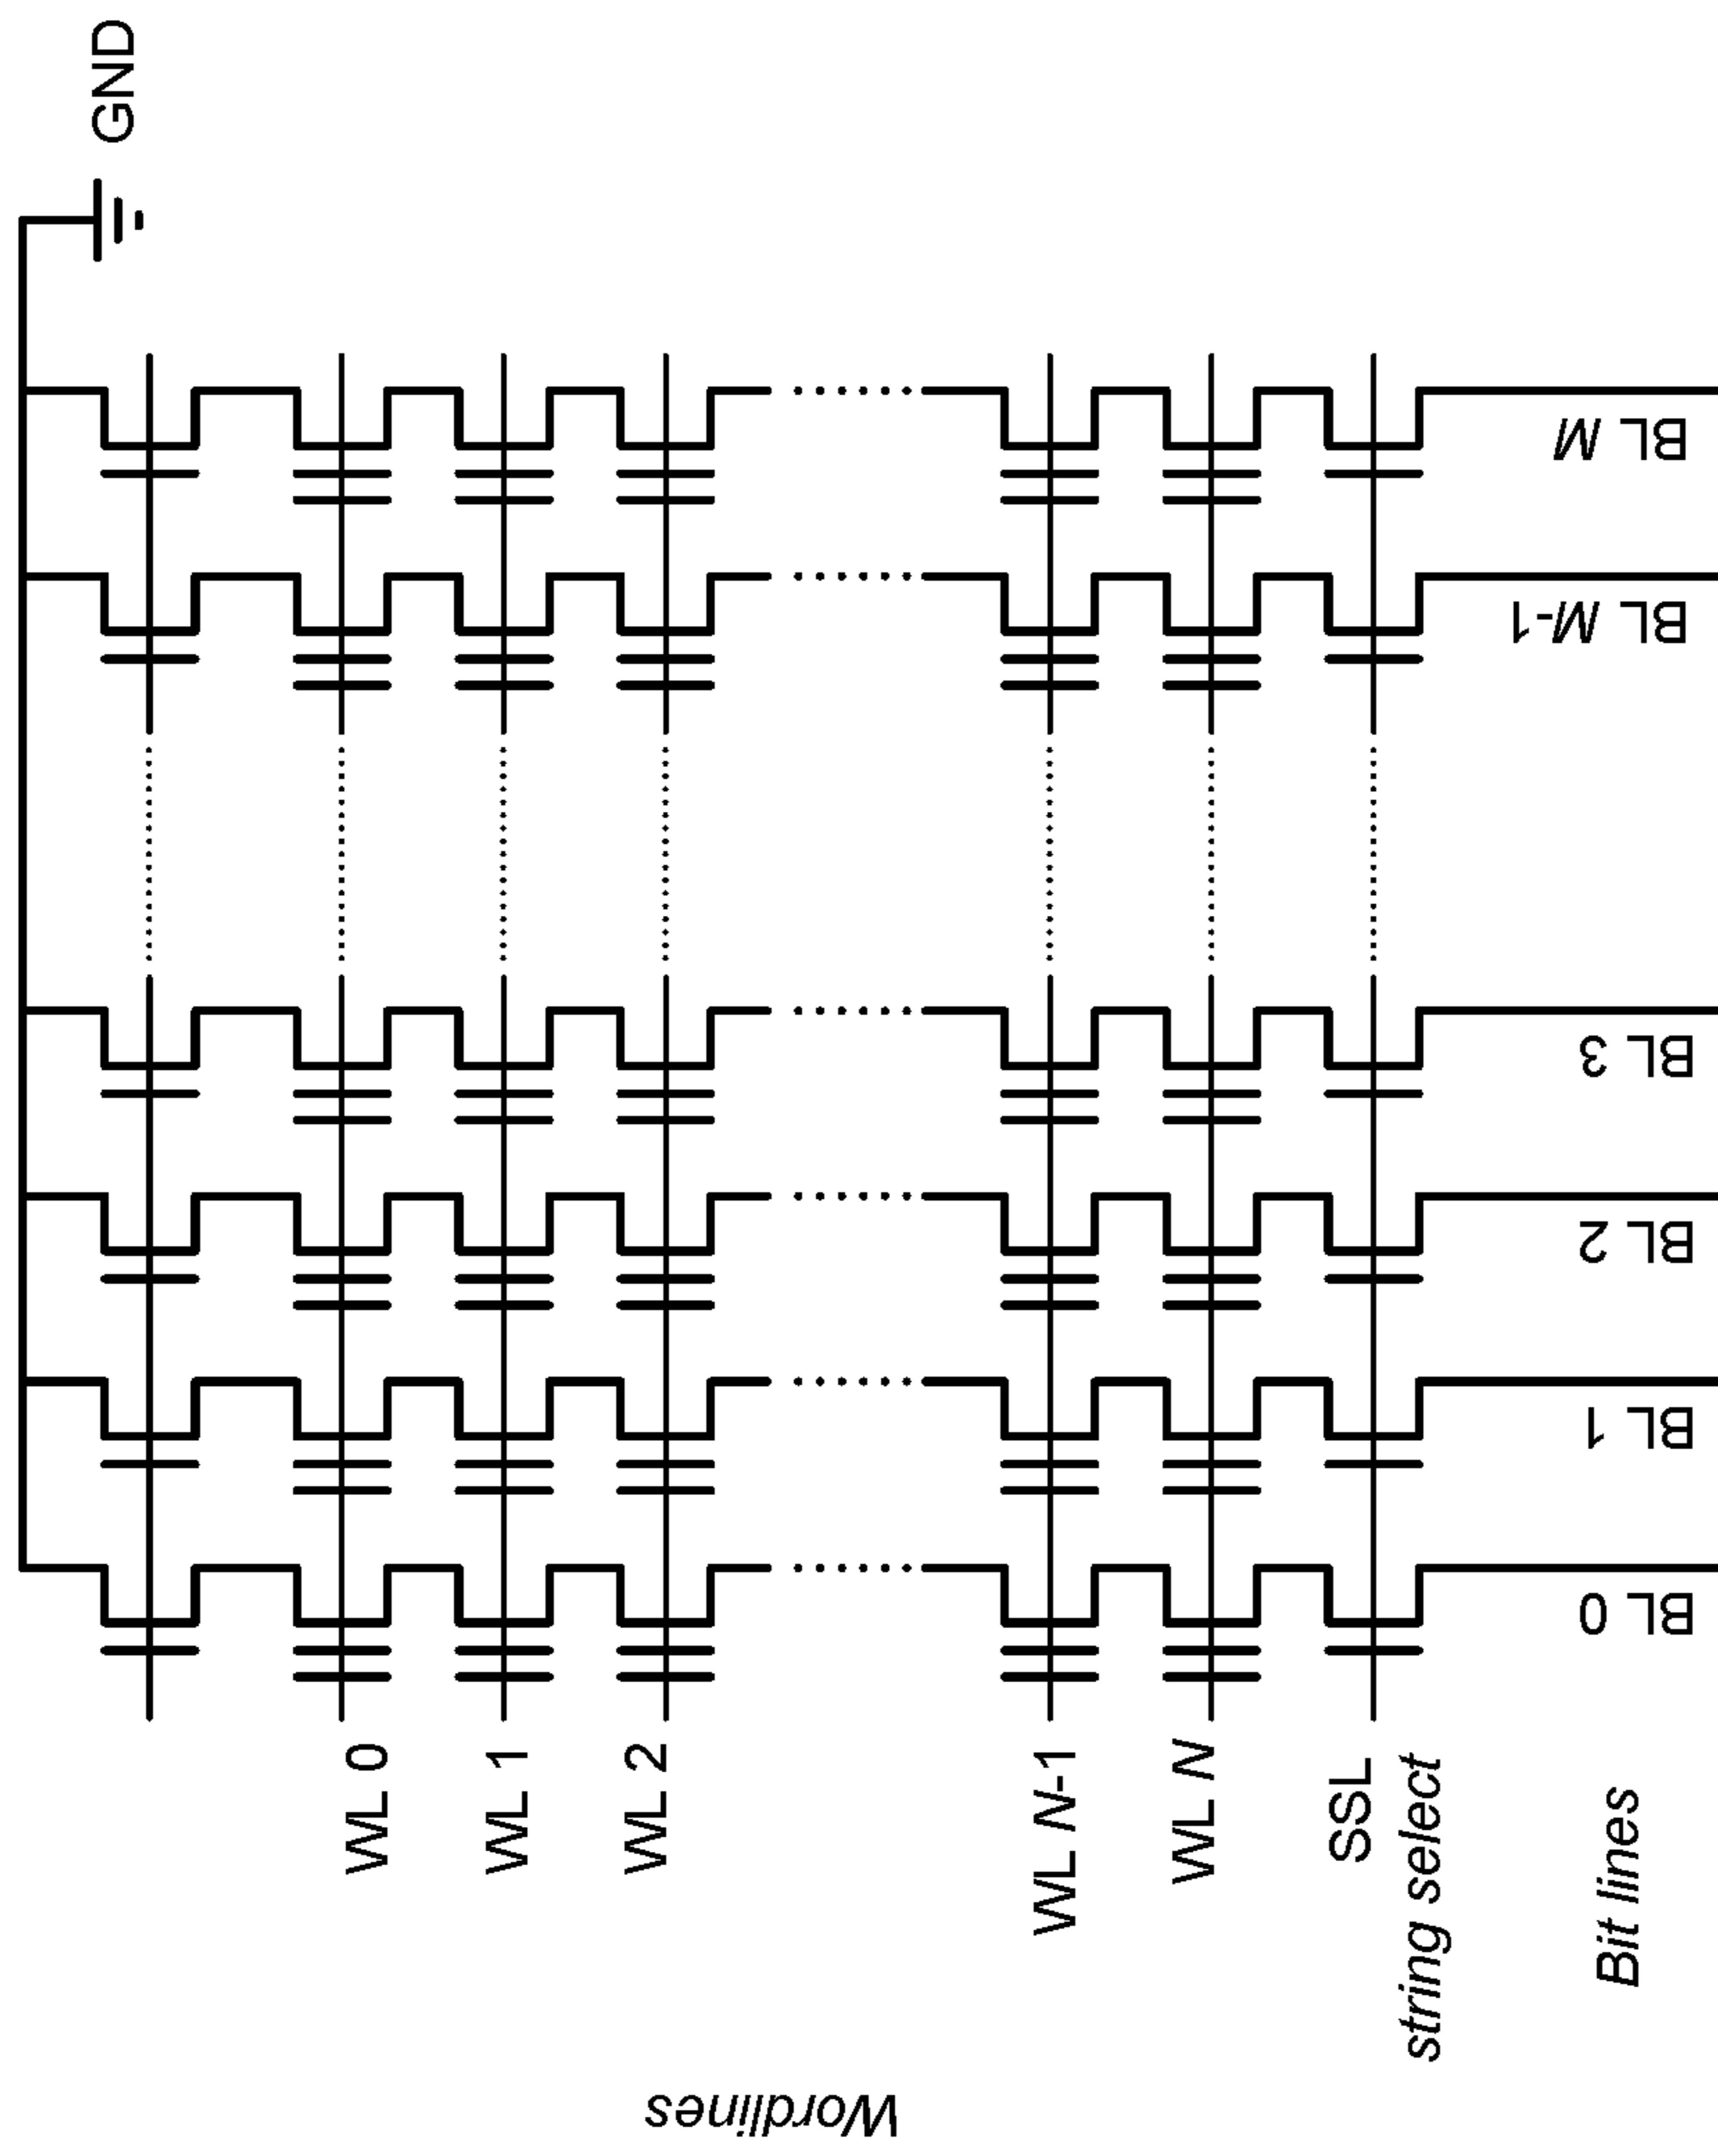 GND
WL 0
WL 1
WL 2
WL N-1
WL N
SSL
string select
Bit lines
Wordlines
BL 0
BL 1
BL 2
BL 3
BL M-1
BL M